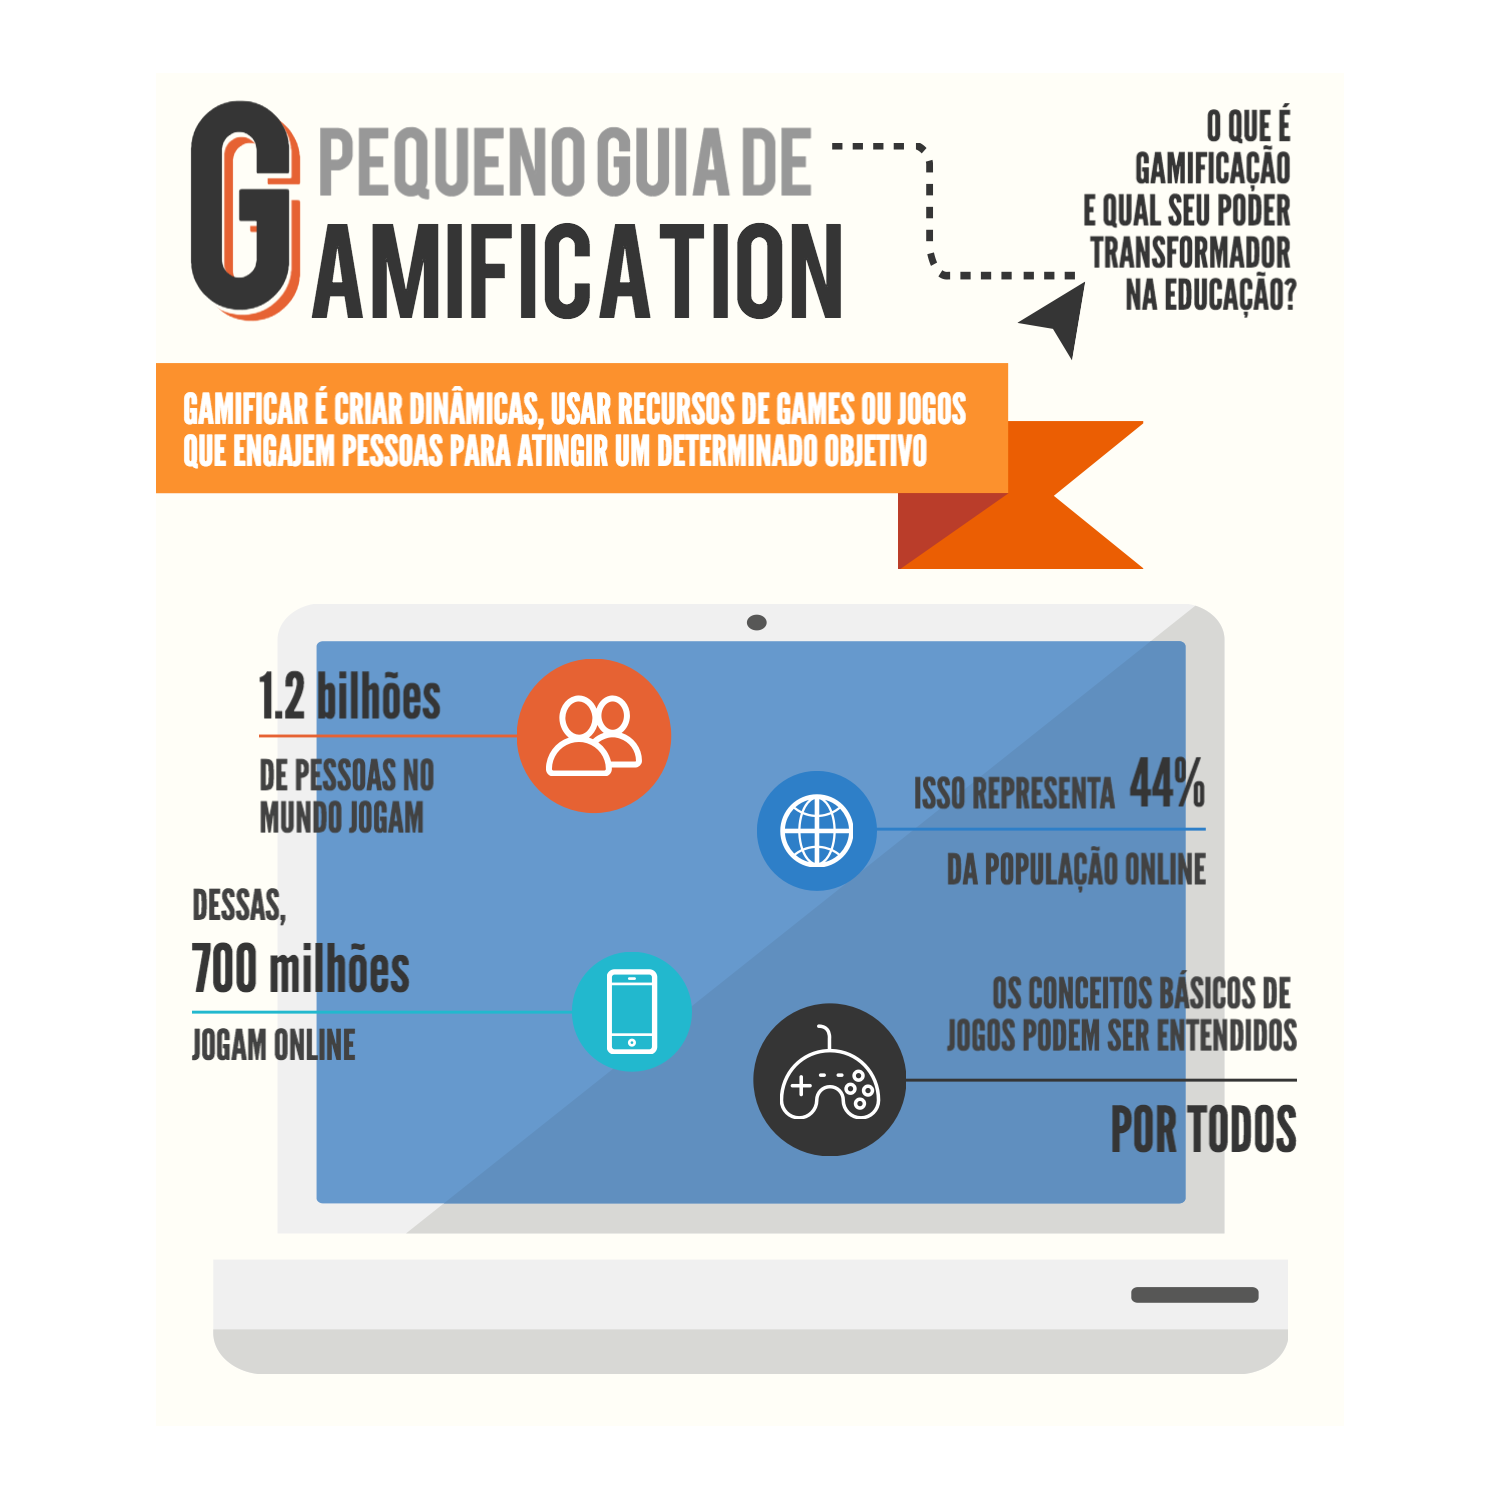 PEQUENO GUIA DE
GAMIFICATION
O QUE É
GAMIFICAÇÃO
E QUAL SEU PODER
TRANSFORMADOR
NA EDUCAÇÃO?
GAMIFICAR É CRIAR DINÂMICAS, USAR RECURSOS DE GAMES OU JOGOS
QUE ENGAJEM PESSOAS PARA ATINGIR UM DETERMINADO OBJETIVO
1.2 bilhões
DE PESSOAS NO
MUNDO JOGAM
ISSO REPRESENTA 44%
DA POPULAÇÃO ONLINE
DESSAS,
700 milhões
JOGAM ONLINE
OS CONCEITOS BÁSICOS DE
JOGOS PODEM SER ENTENDIDOS
POR TODOS